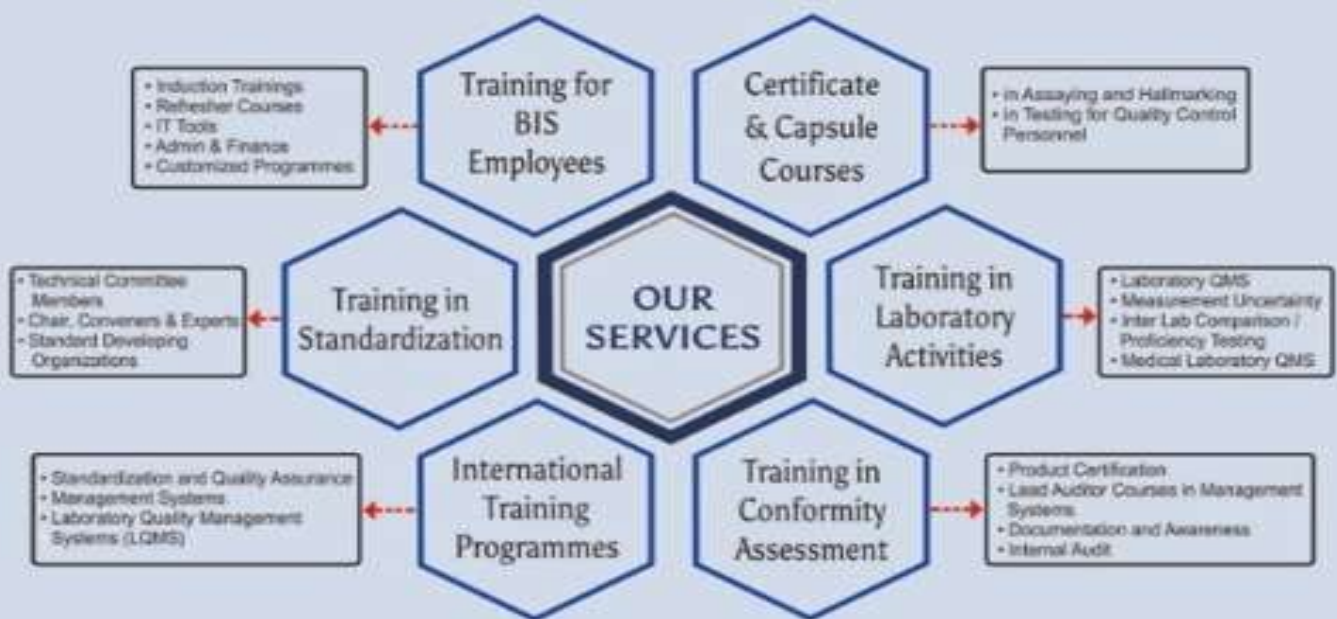 • Induction Trainings
• Refresher Courses
• IT Tools
• Admin & Finance
• Customized Programmes
Training for
BIS
Employees
Certificate
& Capsule
Courses
• in Assaying and Hallmarking
• in Testing for Quality Control
Personnel
• Technical Committee
Members
• Chair, Conveners & Experts
• Standard Developing
Organizations
Training in
Standardization
OUR
SERVICES
Training in
Laboratory
Activities
• Laboratory QMS
• Measurement Uncertainty
• Inter Lab Comparison /
Proficiency Testing
• Medical Laboratory QMS
• Standardization and Quality Assurance
• Management Systems
• Laboratory Quality Management
Systems (LQMS)
International
Training
Programmes
Training in
Conformity
Assessment
• Product Certification
• Lead Auditor Courses in Management
Systems
• Documentation and Awareness
• Internal Audit